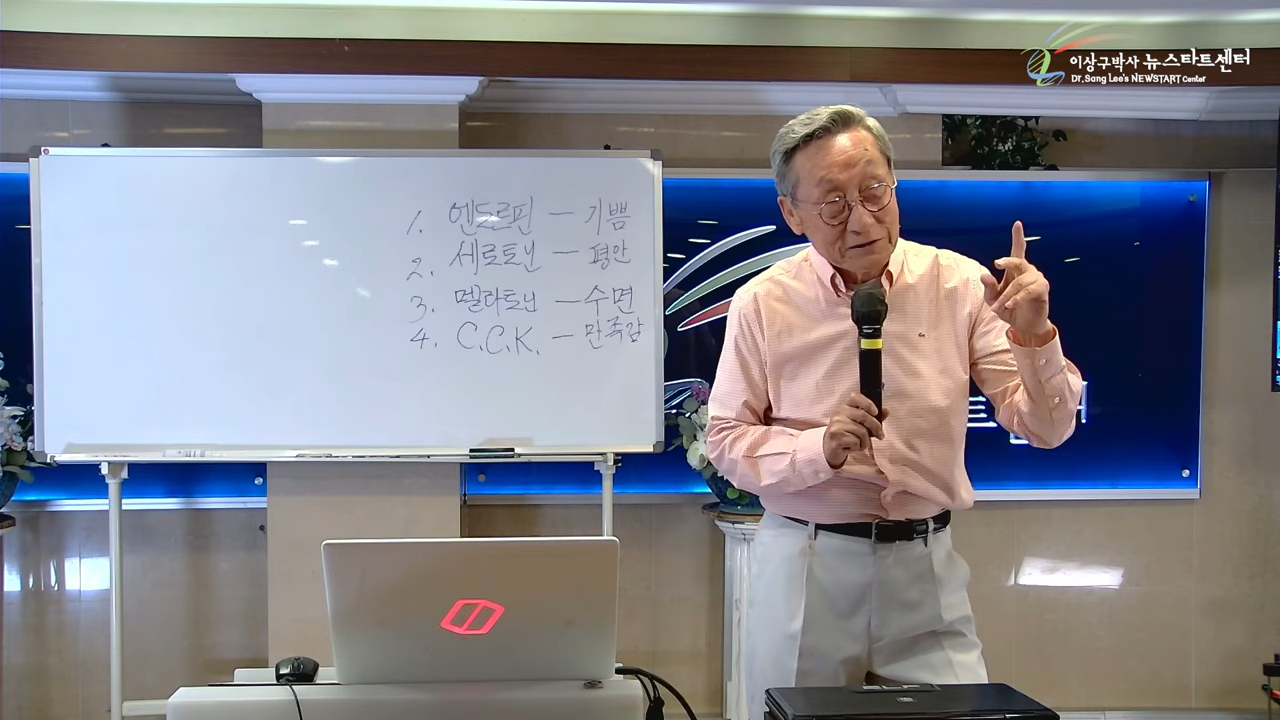 이상구박사 뉴스타트센터
Dr. Sang Lee's NEWSTART Center
1. 엔도르핀 — 기쁨
2. 세로토닌 — 평안
3. 멜라토닌 — 수면
4. C.C.K. — 만족감